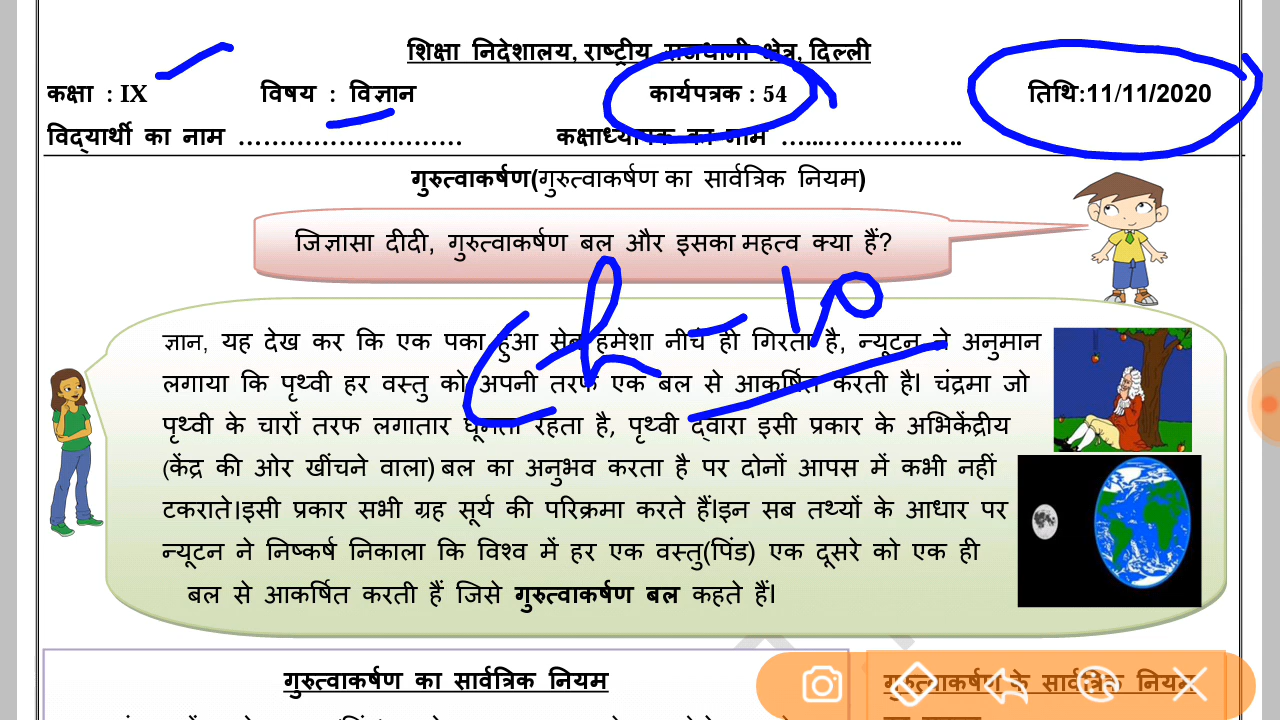 शिक्षा निदेशालय, राष्ट्रीय राजधानी क्षेत्र, दिल्ली
कक्षा : IX विषय : विज्ञान कार्यपत्रक : 54 तिथि:11/11/2020
विद्यार्थी का नाम ........................... कक्षाध्यापक का नाम ......................
गुरुत्वाकर्षण(गुरुत्वाकर्षण का सार्वत्रिक नियम)
जिज्ञासा दीदी, गुरुत्वाकर्षण बल और इसका महत्व क्या हैं?
Ch-10
ज्ञान, यह देख कर कि एक पका हुआ सेब हमेशा नीचे ही गिरता है, न्यूटन ने अनुमान
लगाया कि पृथ्वी हर वस्तु को अपनी तरफ एक बल से आकर्षित करती है। चंद्रमा जो
पृथ्वी के चारों तरफ लगातार घूमता रहता है, पृथ्वी द्वारा इसी प्रकार के अभिकेंद्रीय
(केंद्र की ओर खींचने वाला) बल का अनुभव करता है पर दोनों आपस में कभी नहीं
टकराते।इसी प्रकार सभी ग्रह सूर्य की परिक्रमा करते हैं।इन सब तथ्यों के आधार पर
न्यूटन ने निष्कर्ष निकाला कि विश्व में हर एक वस्तु(पिंड) एक दूसरे को एक ही
बल से आकर्षित करती हैं जिसे गुरुत्वाकर्षण बल कहते हैं।
गुरुत्वाकर्षण का सार्वत्रिक नियम गुरुत्वाकर्षण के सार्वत्रिक नियम